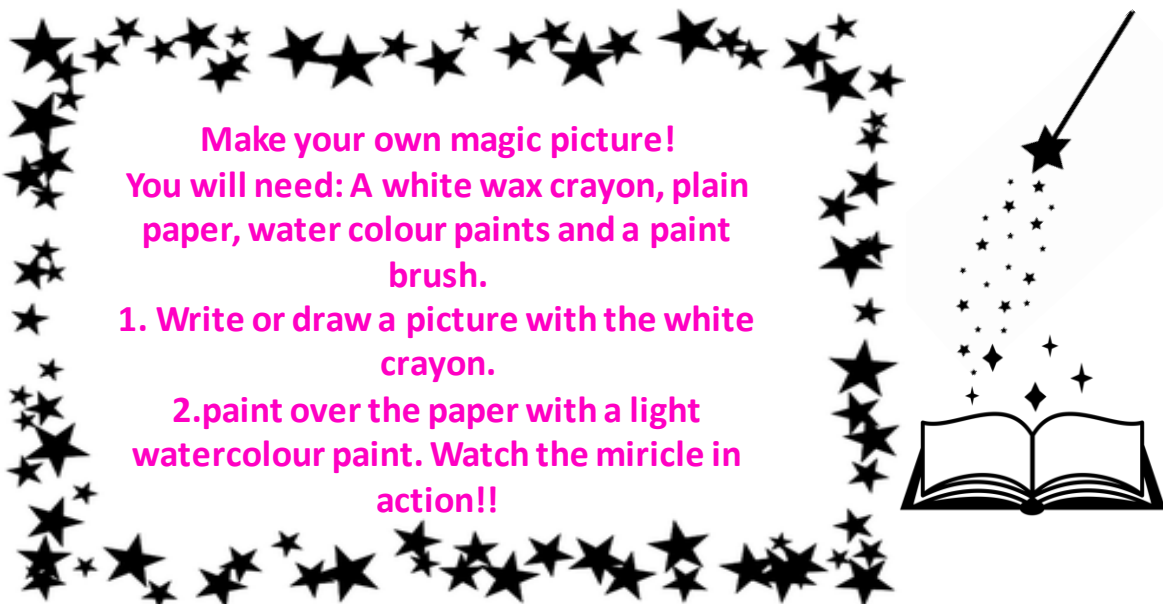 Make your own magic picture!
You will need: A white wax crayon, plain
paper, water colour paints and a paint
brush.
1. Write or draw a picture with the white
crayon.
2.paint over the paper with a light
watercolour paint. Watch the miricle in
action!!